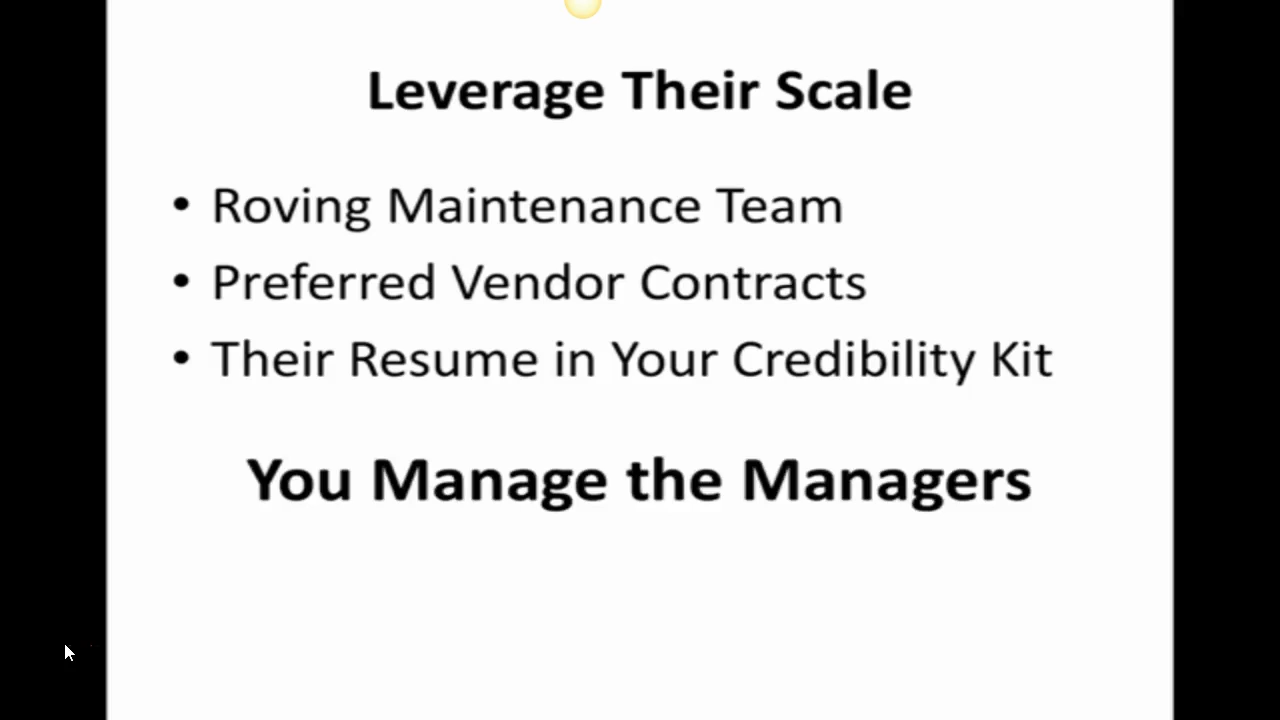 Leverage Their Scale
• Roving Maintenance Team
• Preferred Vendor Contracts
• Their Resume in Your Credibility Kit
You Manage the Managers